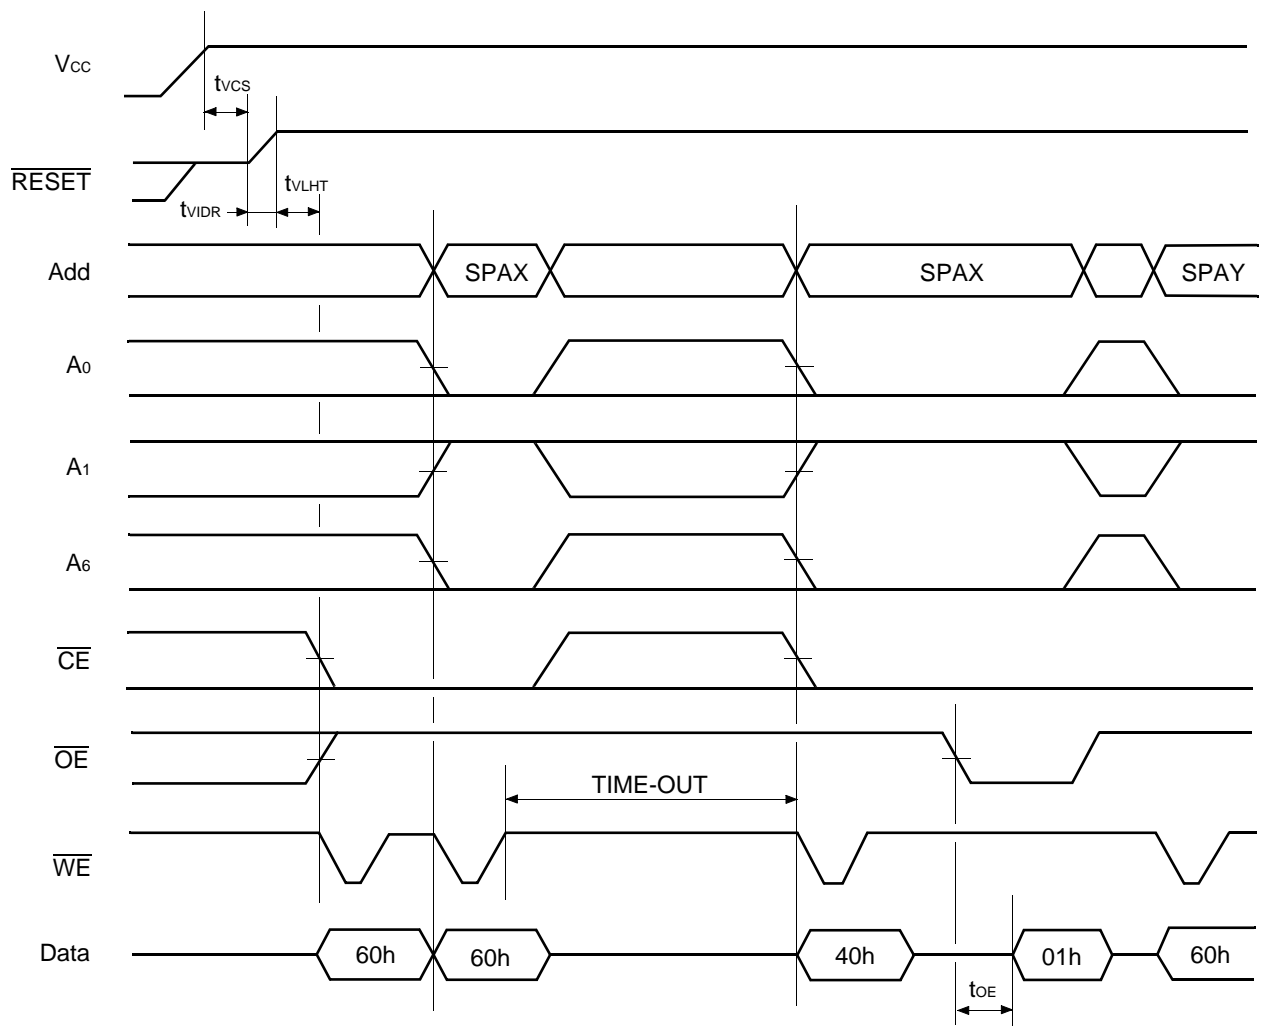 VCC
tVCS
RESET
tVLHT
tVIDR
Add
SPAX
SPAX
SPAY
A0
A1
A6
CE
OE
TIME-OUT
WE
Data
60h
60h
40h
01h
60h
tOE